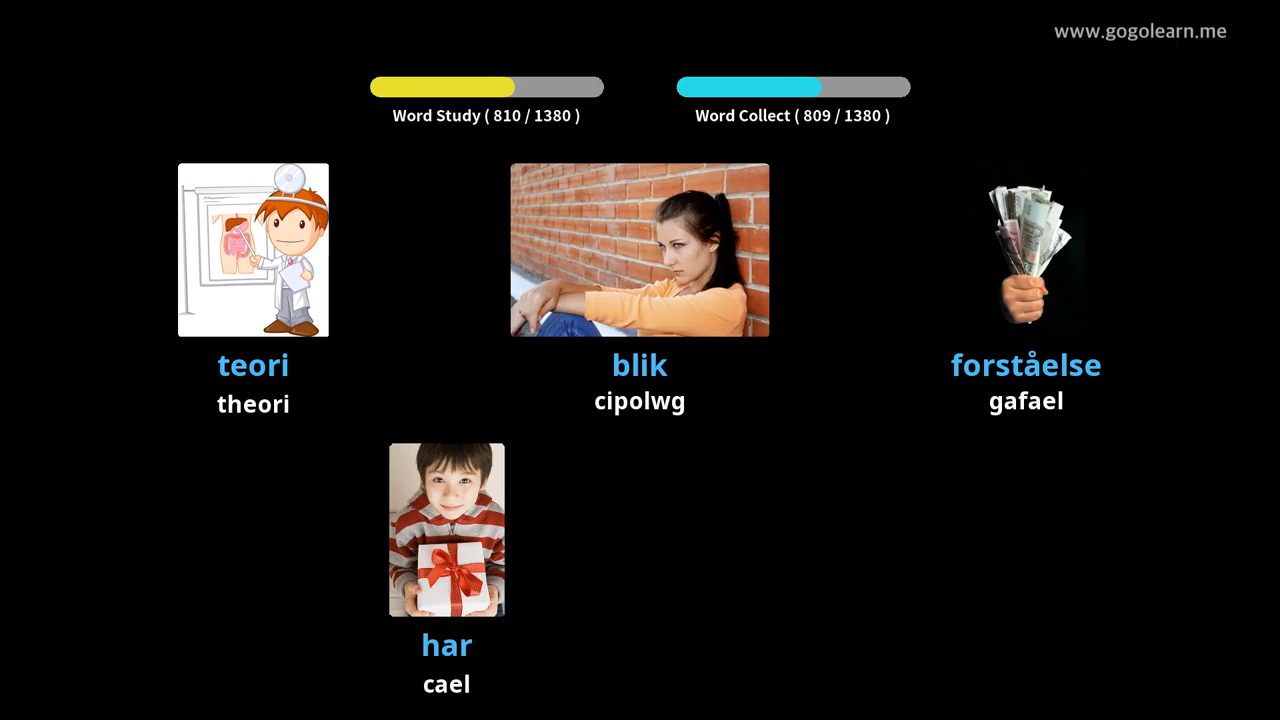 www.gogolearn.me
Word Study ( 810 / 1380 )
Word Collect ( 809 / 1380 )
teori
theori
blik
cipolwg
forståelse
gafael
har
cael